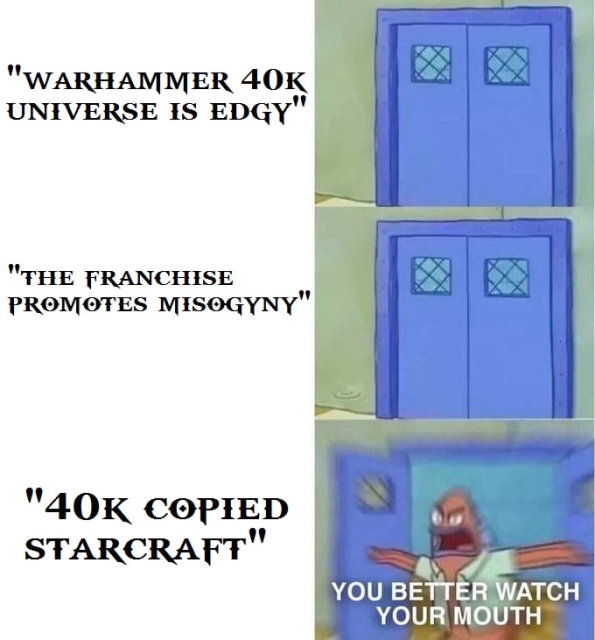 "WARHAMMER 40K
UNIVERSE IS EDGY"
"THE FRANCHISE
PROMOTES MISOGYNY"
"40K COPIED
STARCRAFT"
YOU BETTER WATCH
YOUR MOUTH